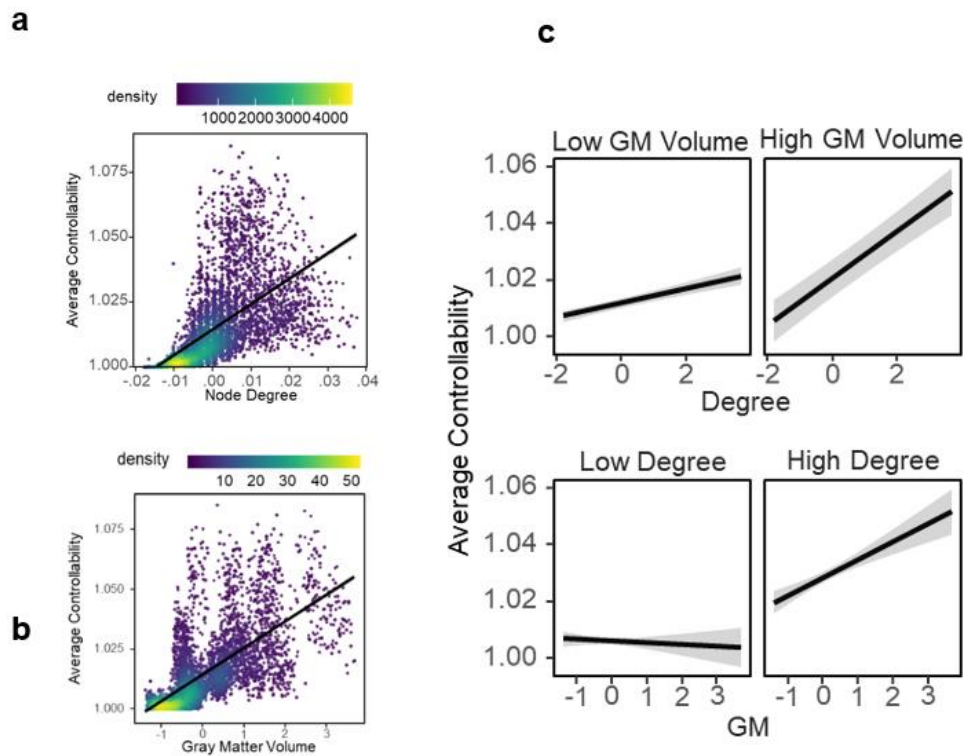 a
density
1000 2000 3000 4000
Average Controllability
1.075
1.050
1.025
1.000
-.02 -.01 .00 .01 .02 .03 .04
Node Degree
b
density
10 20 30 40 50
Average Controllability
1.075
1.050
1.025
1.000
-1 0 1 2 3
Gray Matter Volume
c
Average Controllability
Low GM Volume High GM Volume
1.06
1.04
1.02
1.00
-2 0 2 -2 0 2
Degree
Low Degree High Degree
1.06
1.04
1.02
1.00
-1 0 1 2 3 -1 0 1 2 3
GM